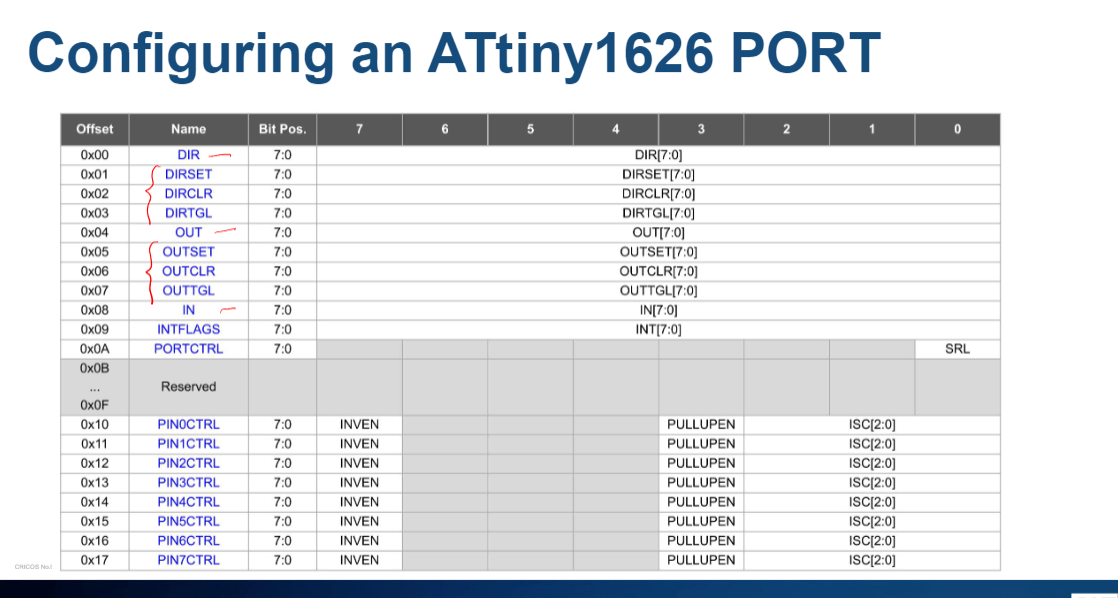 Configuring an ATtiny1626 PORT
Offset Name Bit Pos. 7 6 5 4 3 2 1 0
0x00 DIR 7:0 DIR[7:0]
0x01 DIRSET 7:0 DIRSET[7:0]
0x02 DIRCLR 7:0 DIRCLR[7:0]
0x03 DIRTGL 7:0 DIRTGL[7:0]
0x04 OUT 7:0 OUT[7:0]
0x05 OUTSET 7:0 OUTSET[7:0]
0x06 OUTCLR 7:0 OUTCLR[7:0]
0x07 OUTTGL 7:0 OUTTGL[7:0]
0x08 IN 7:0 IN[7:0]
0x09 INTFLAGS 7:0 INT[7:0]
0x0A PORTCTRL 7:0 SRL
0x0B
... Reserved
0x0F
0x10 PIN0CTRL 7:0 INVEN PULLUPEN ISC[2:0]
0x11 PIN1CTRL 7:0 INVEN PULLUPEN ISC[2:0]
0x12 PIN2CTRL 7:0 INVEN PULLUPEN ISC[2:0]
0x13 PIN3CTRL 7:0 INVEN PULLUPEN ISC[2:0]
0x14 PIN4CTRL 7:0 INVEN PULLUPEN ISC[2:0]
0x15 PIN5CTRL 7:0 INVEN PULLUPEN ISC[2:0]
0x16 PIN6CTRL 7:0 INVEN PULLUPEN ISC[2:0]
0x17 PIN7CTRL 7:0 INVEN PULLUPEN ISC[2:0]
CRICOS No.